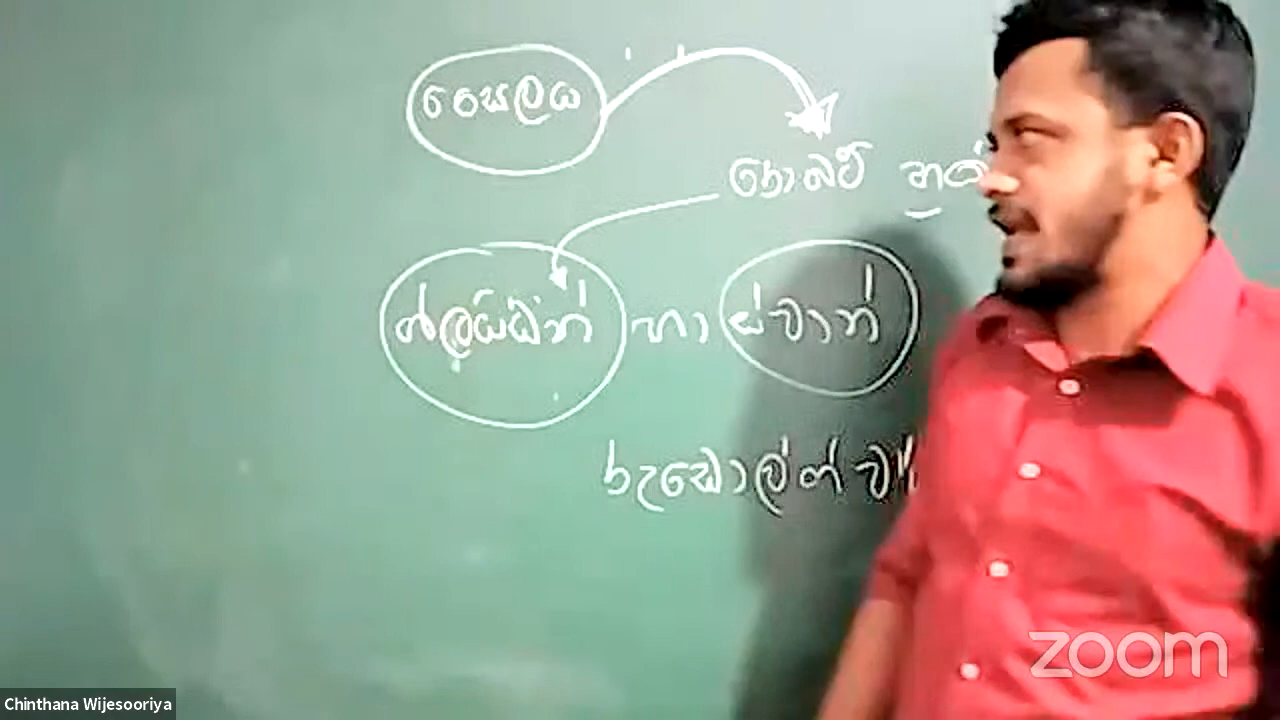 සෛලය
රොබට් හුක්
ශ්ලයිඩන් හා ශ්වාන්
රුඩොල්ෆ්
zoom
Chinthana Wijesooriya